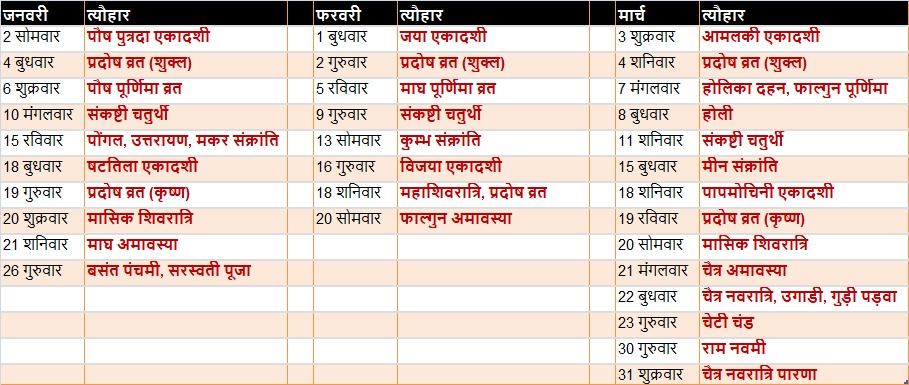 जनवरी त्यौहार फरवरी त्यौहार मार्च त्यौहार
2 सोमवार पौष पुत्रदा एकादशी 1 बुधवार जया एकादशी 3 शुक्रवार आमलकी एकादशी
4 बुधवार प्रदोष व्रत (शुक्ल) 2 गुरुवार प्रदोष व्रत (शुक्ल) 4 शनिवार प्रदोष व्रत (शुक्ल)
6 शुक्रवार पौष पूर्णिमा व्रत 5 रविवार माघ पूर्णिमा व्रत 7 मंगलवार होलिका दहन, फाल्गुन पूर्णिमा
10 मंगलवार संकष्टी चतुर्थी 9 गुरुवार संकष्टी चतुर्थी 8 बुधवार होली
15 रविवार पोंगल, उत्तरायण, मकर संक्रांति 13 सोमवार कुम्भ संक्रांति 11 शनिवार संकष्टी चतुर्थी
18 बुधवार षटतिला एकादशी 16 गुरुवार विजया एकादशी 15 बुधवार मीन संक्रांति
19 गुरुवार प्रदोष व्रत (कृष्ण) 18 शनिवार महाशिवरात्रि, प्रदोष व्रत 18 शनिवार पापमोचिनी एकादशी
20 शुक्रवार मासिक शिवरात्रि 20 सोमवार फाल्गुन अमावस्या 19 रविवार प्रदोष व्रत (कृष्ण)
21 शनिवार माघ अमावस्या 20 सोमवार मासिक शिवरात्रि
26 गुरुवार बसंत पंचमी, सरस्वती पूजा 21 मंगलवार चैत्र अमावस्या
22 बुधवार चैत्र नवरात्रि, उगाडी, गुड़ी पड़वा
23 गुरुवार चेटी चंड
30 गुरुवार राम नवमी
31 शुक्रवार चैत्र नवरात्रि पारणा